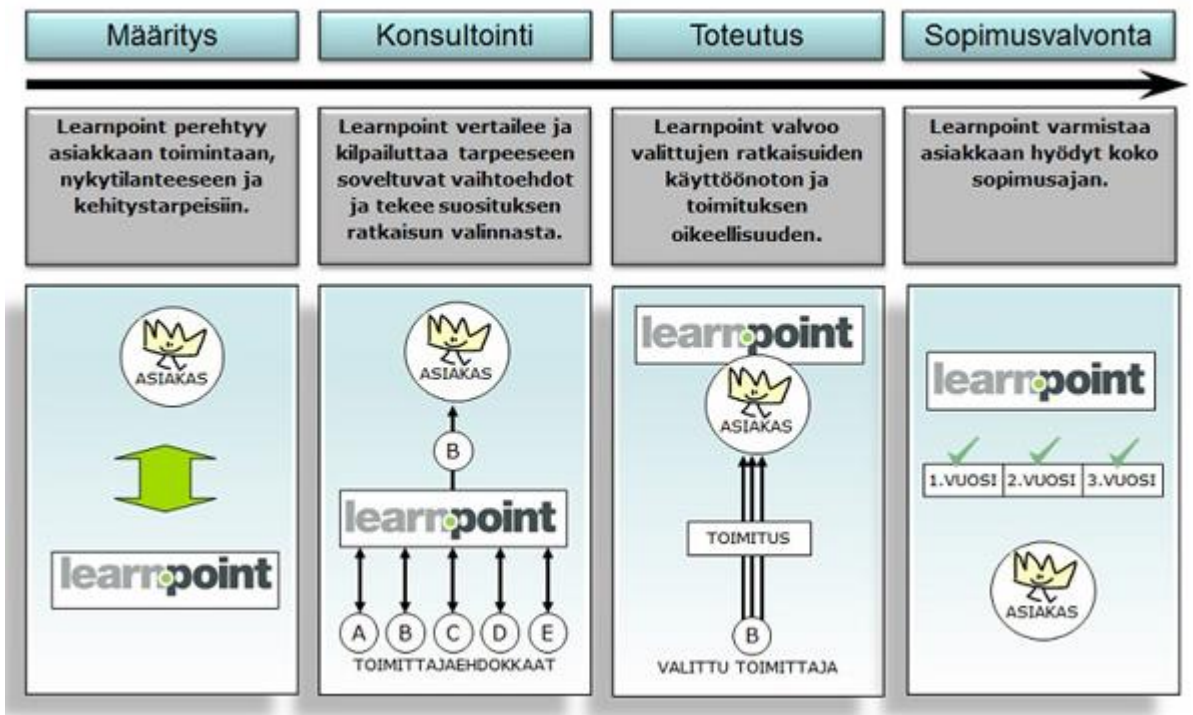 Määritys
Konsultointi
Toteutus
Sopimusvalvonta
Learnpoint perehtyy
asiakkaan toimintaan,
nykytilanteeseen ja
kehitystarpeisiin.
Learnpoint vertailee ja
kilpailuttaa tarpeeseen
soveltuvat vaihtoehdot
ja tekee suosituksen
ratkaisun valinnasta.
Learnpoint valvoo
valittujen ratkaisuiden
käyttöönoton ja
toimituksen
oikeellisuuden.
Learnpoint varmistaa
asiakkaan hyödyt koko
sopimusajan.
ASIAKAS
learnpoint
ASIAKAS
B
learnpoint
A B C D E
TOIMITTAJAEHDOKKAAT
learnpoint
ASIAKAS
TOIMITUS
B
VALITTU TOIMITTAJA
learnpoint
1.VUOSI 2.VUOSI 3.VUOSI
ASIAKAS